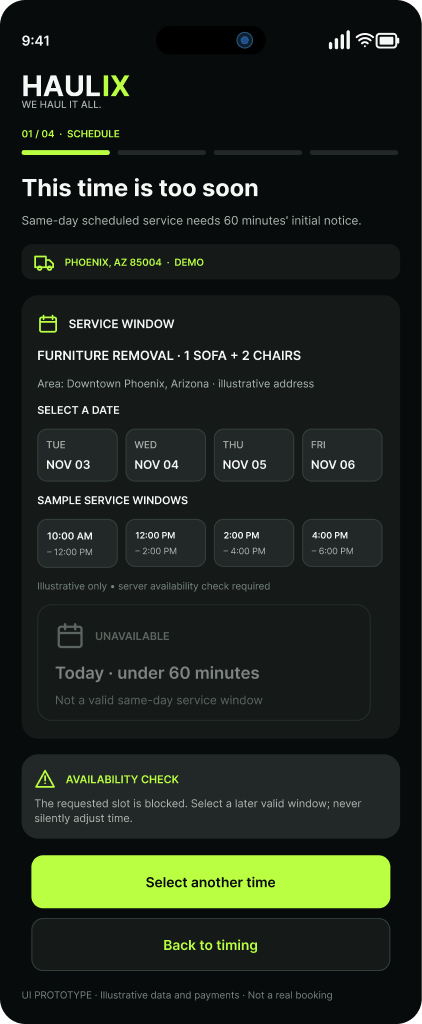 9:41
HAULIX
WE HAUL IT ALL.
01 / 04 · SCHEDULE
This time is too soon
Same-day scheduled service needs 60 minutes' initial notice.
PHOENIX, AZ 85004 · DEMO
SERVICE WINDOW
FURNITURE REMOVAL · 1 SOFA + 2 CHAIRS
Area: Downtown Phoenix, Arizona · illustrative address
SELECT A DATE
TUE
NOV 03
WED
NOV 04
THU
NOV 05
FRI
NOV 06
SAMPLE SERVICE WINDOWS
10:00 AM
– 12:00 PM
12:00 PM
– 2:00 PM
2:00 PM
– 4:00 PM
4:00 PM
– 6:00 PM
Illustrative only • server availability check required
UNAVAILABLE
Today · under 60 minutes
Not a valid same-day service window
AVAILABILITY CHECK
The requested slot is blocked. Select a later valid window; never
silently adjust time.
Select another time
Back to timing
UI PROTOTYPE · Illustrative data and payments · Not a real booking